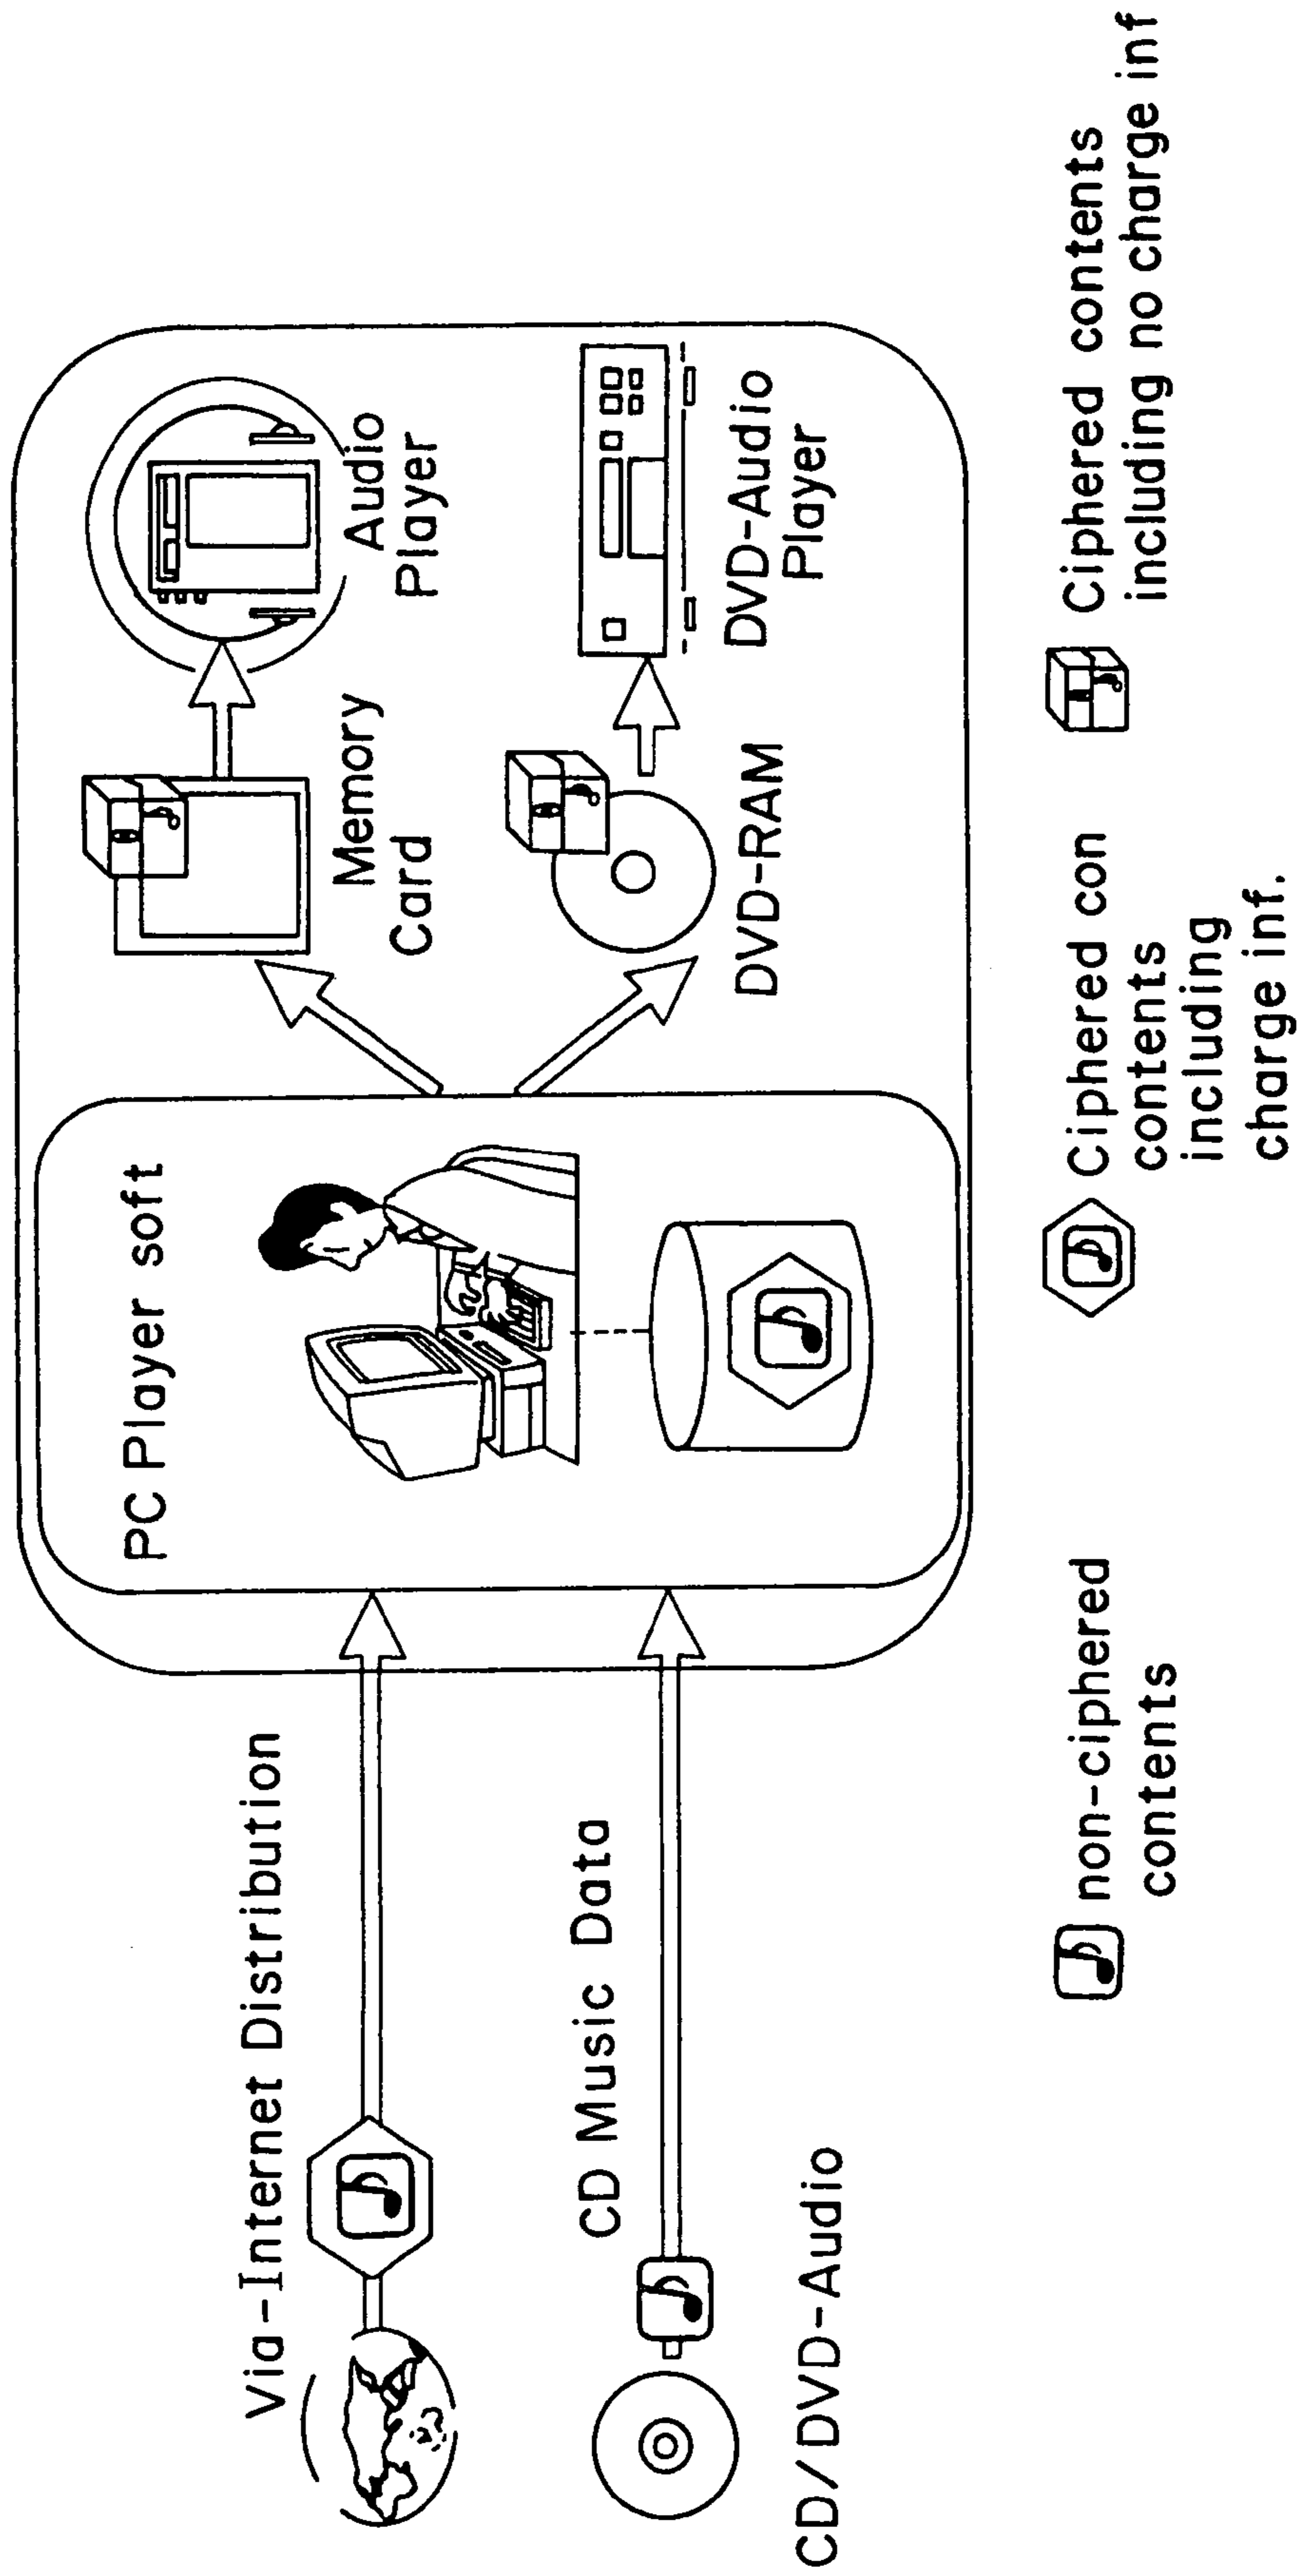 Via-Internet Distribution
CD Music Data
CD/DVD-Audio
PC Player soft
Memory
Card
Audio
Player
DVD-RAM
DVD-Audio
Player
non-ciphered
contents
Ciphered con
contents
including
charge inf.
Ciphered contents
including no charge inf